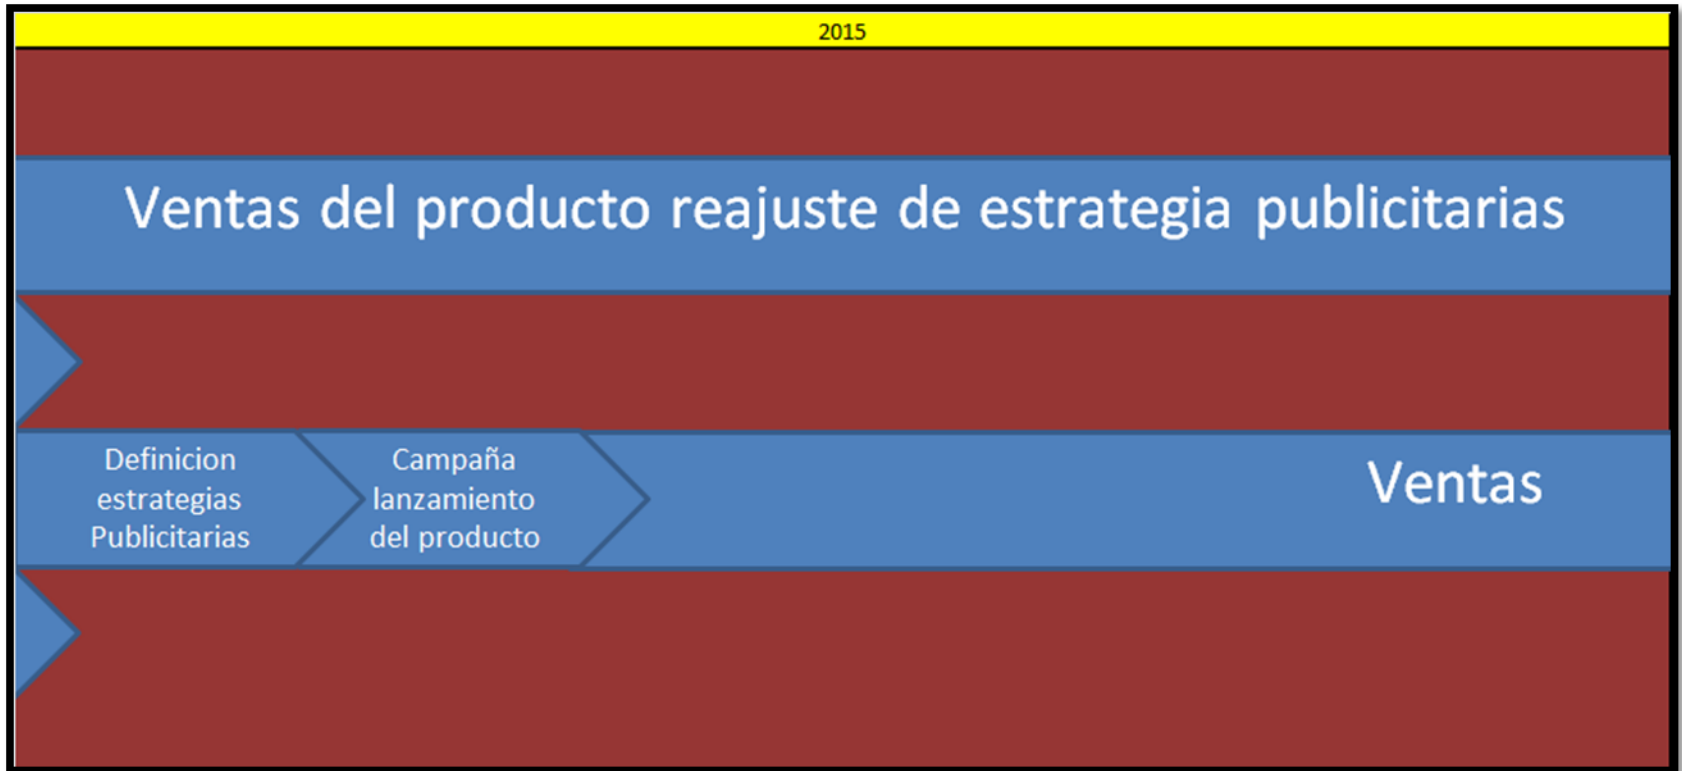 2015
Ventas del producto reajuste de estrategia publicitarias
Definicion
estrategias
Publicitarias
Campaña
lanzamiento
del producto
Ventas